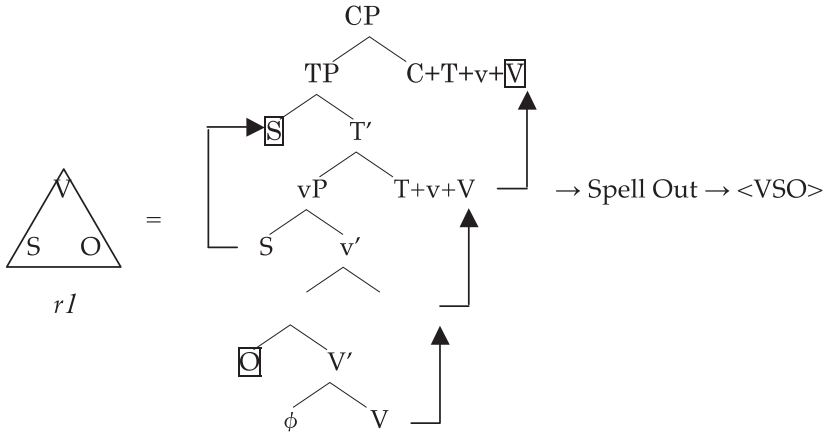 CP
TP C+T+v+V
S T′
vP T+v+V → Spell Out → <VSO>
V
S O = S v′
r1
O V′
ϕ V